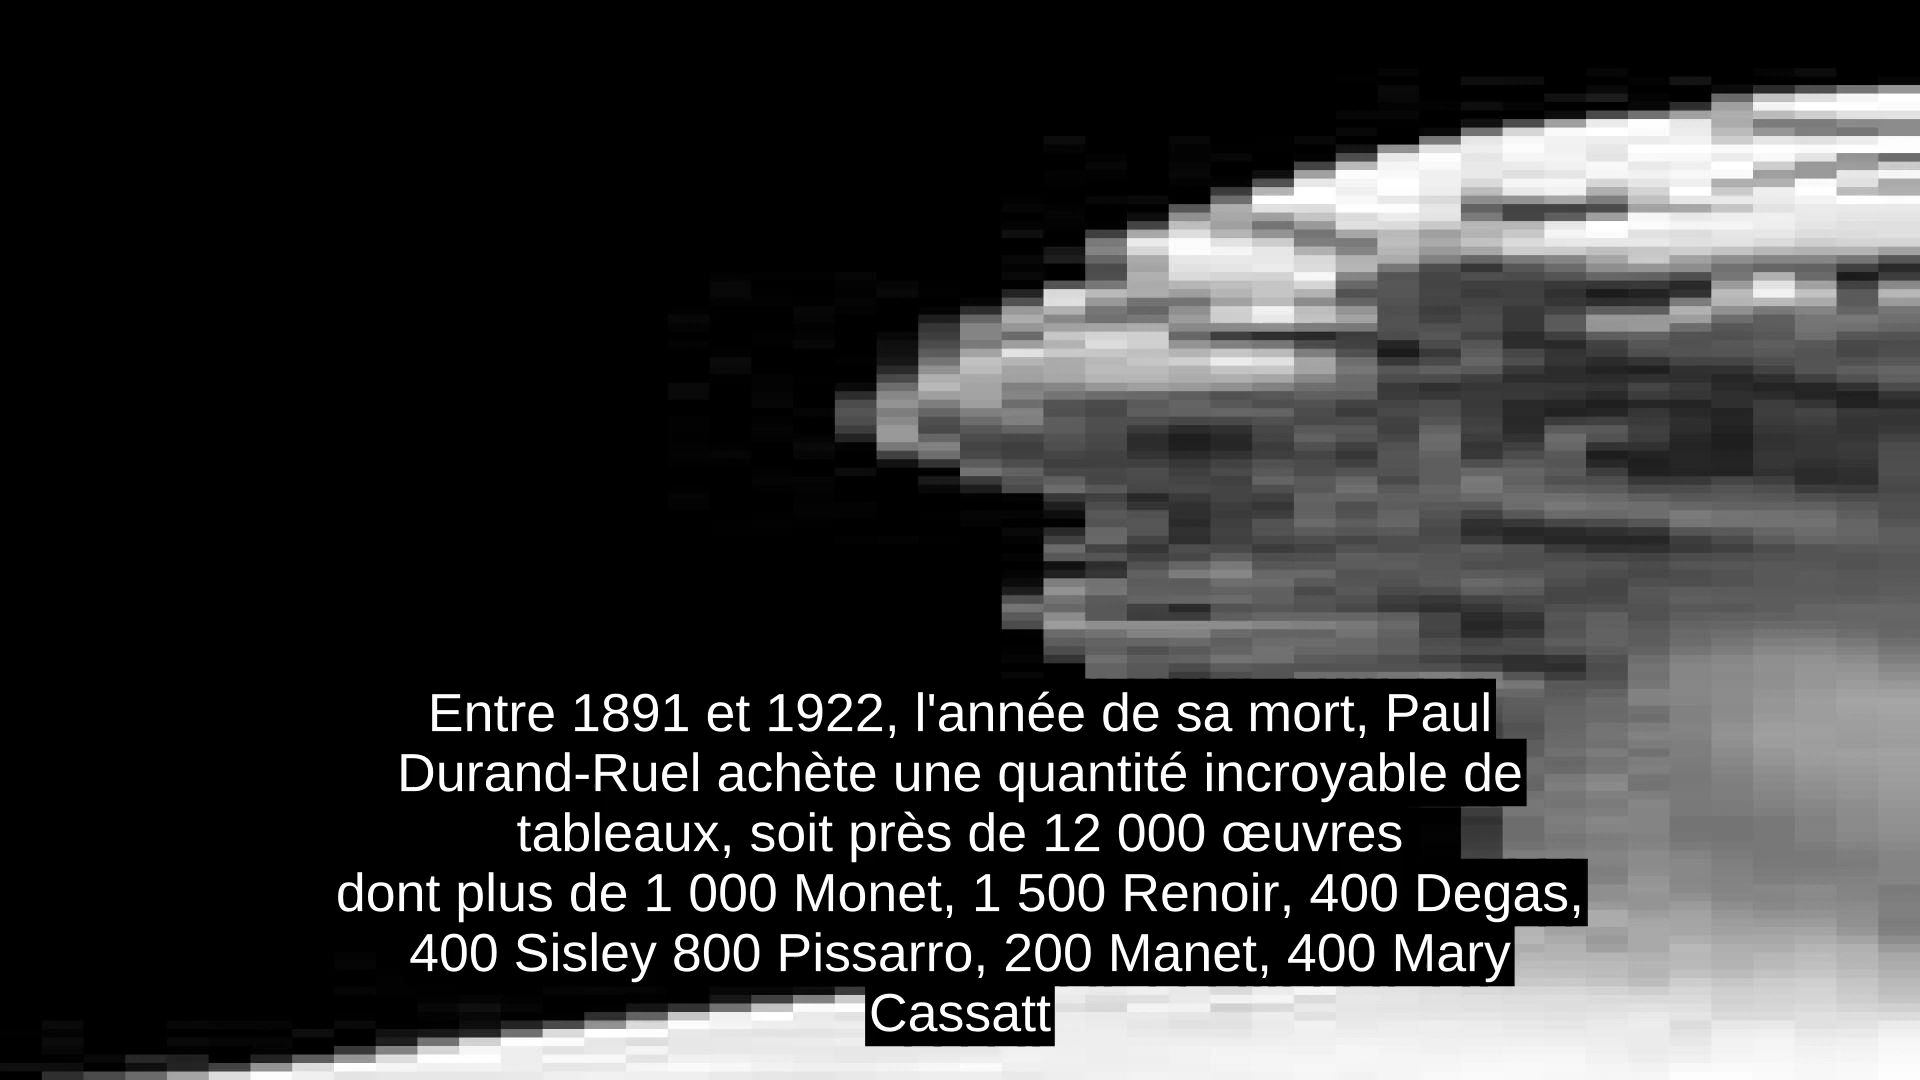 Entre 1891 et 1922, l'année de sa mort, Paul
Durand-Ruel achète une quantité incroyable de
tableaux, soit près de 12 000 œuvres
dont plus de 1 000 Monet, 1 500 Renoir, 400 Degas,
400 Sisley 800 Pissarro, 200 Manet, 400 Mary
Cassatt